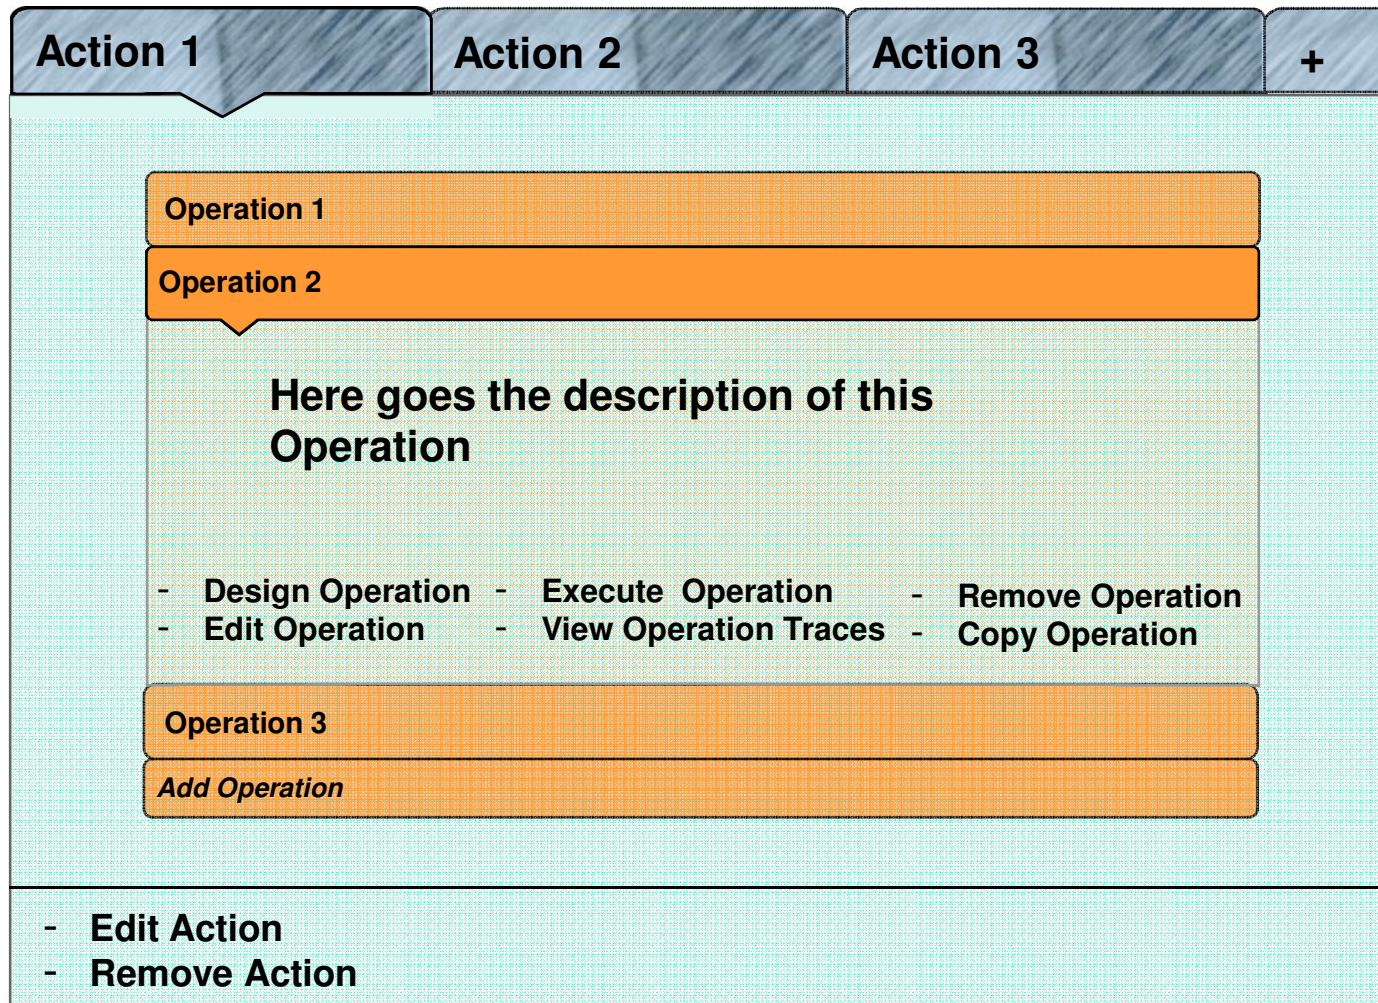 Action 1
Action 2
Action 3
+
Operation 1
Operation 2
Here goes the description of this
Operation
- Design Operation
- Edit Operation
- Execute  Operation
- View Operation Traces
- Remove Operation
- Copy Operation
Operation 3
Add Operation
- Edit Action
- Remove Action